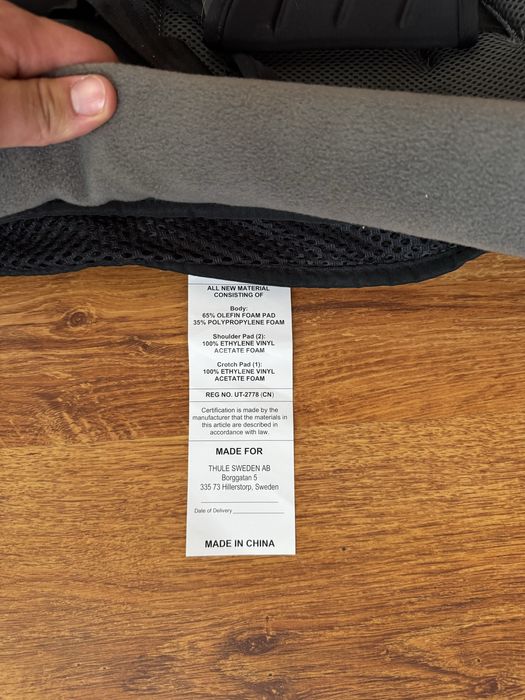 ALL NEW MATERIAL
CONSISTING OF
Body:
65% OLEFIN FOAM PAD
35% POLYPROPYLENE FOAM
Shoulder Pad (2):
100% ETHYLENE VINYL
ACETATE FOAM
Crotch Pad (1):
100% ETHYLENE VINYL
ACETATE FOAM
REG NO. UT-2778 (CN)
Certification is made by the
manufacturer that the materials in
this article are described in
accordance with law.
MADE FOR
THULE SWEDEN AB
Borggatan 5
335 73 Hillerstorp, Sweden
Date of Delivery
MADE IN CHINA